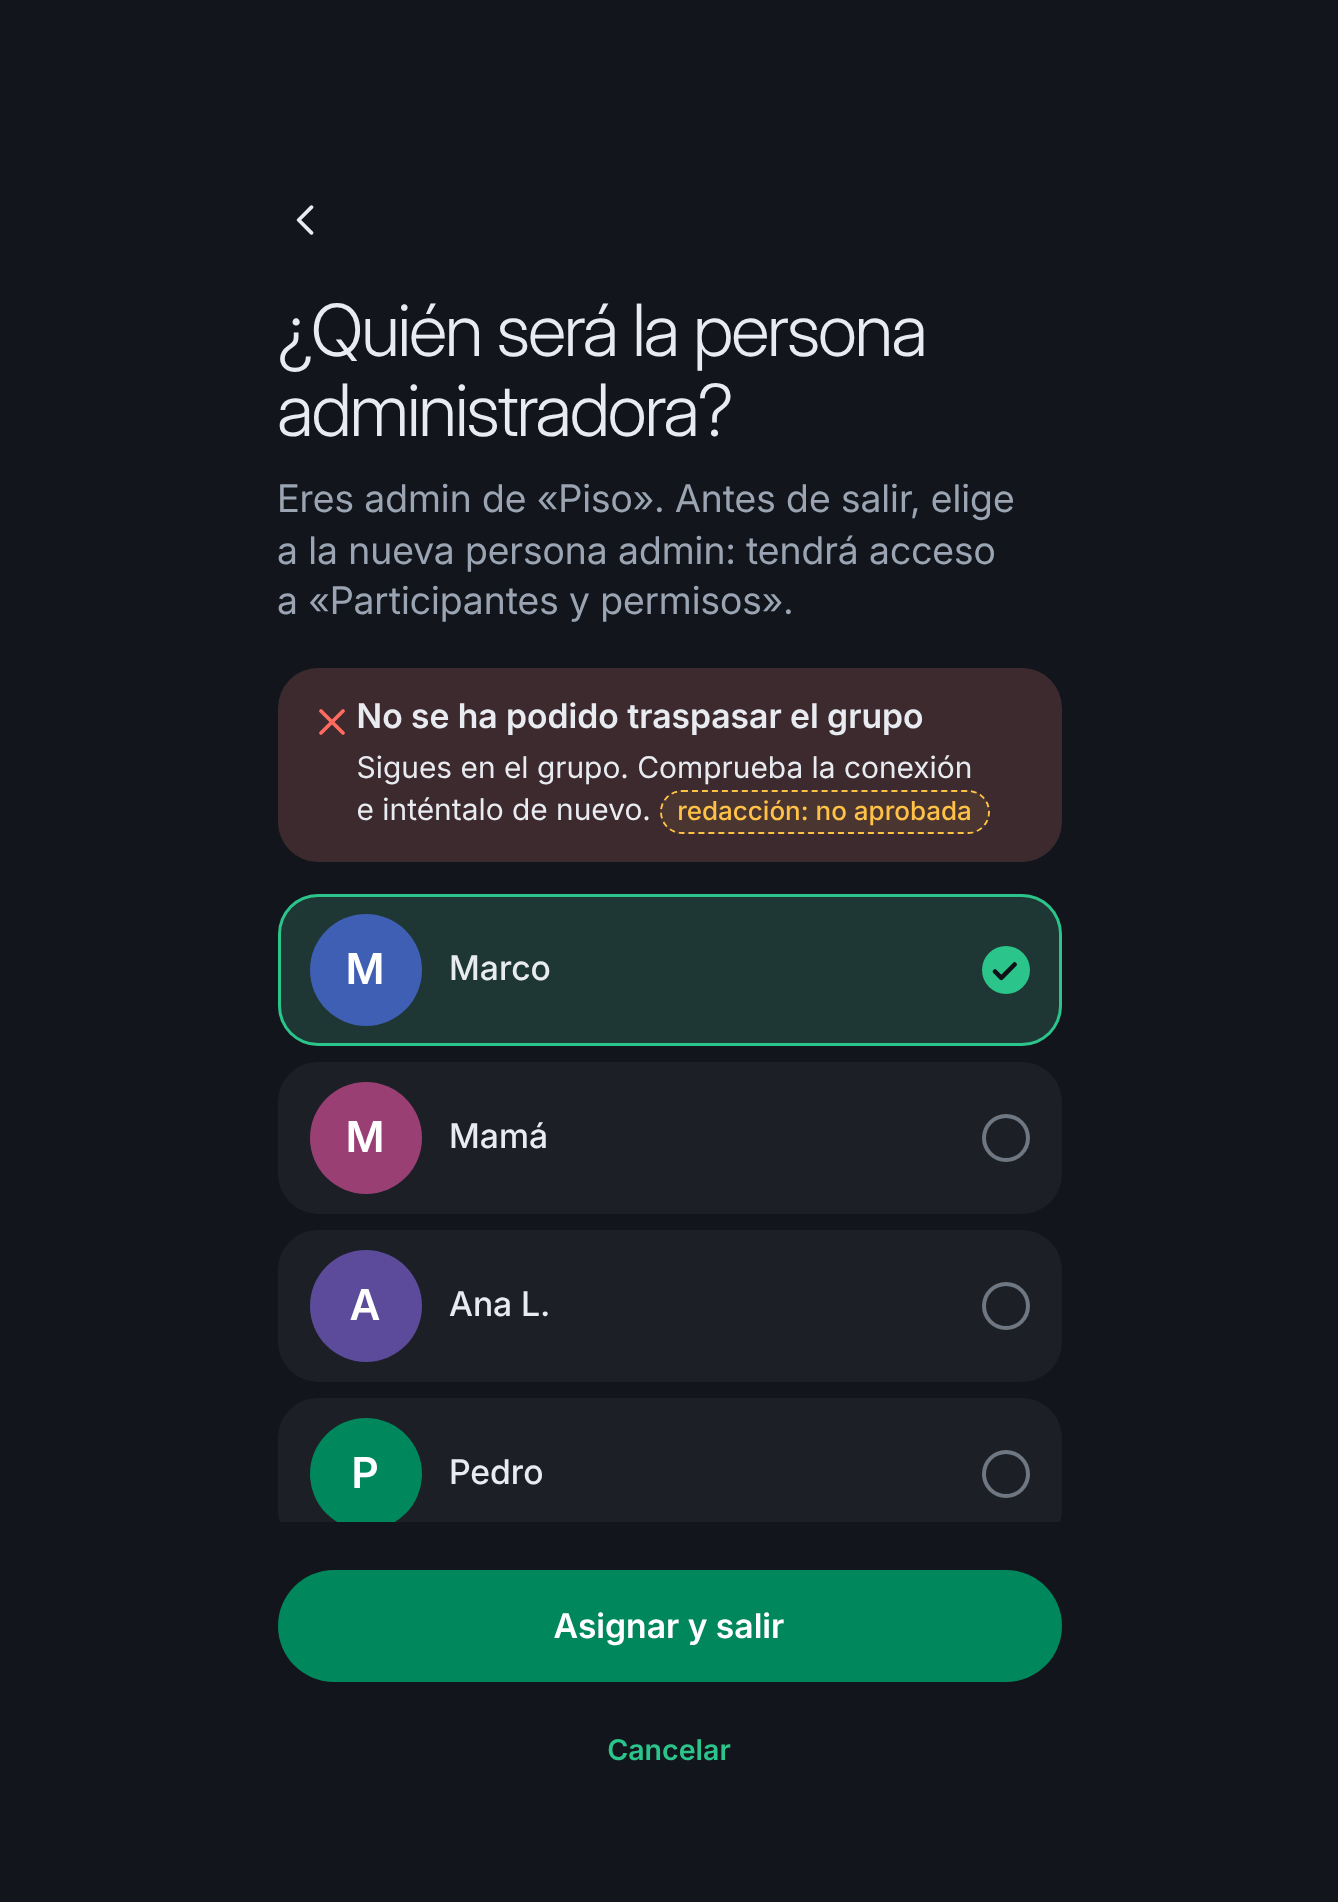 ¿Quién será la persona
administradora?
Eres admin de «Piso». Antes de salir, elige
a la nueva persona admin: tendrá acceso
a «Participantes y permisos».
No se ha podido traspasar el grupo
Sigues en el grupo. Comprueba la conexión
e inténtalo de nuevo. redacción: no aprobada
M Marco
M Mamá
A Ana L.
P Pedro
Asignar y salir
Cancelar